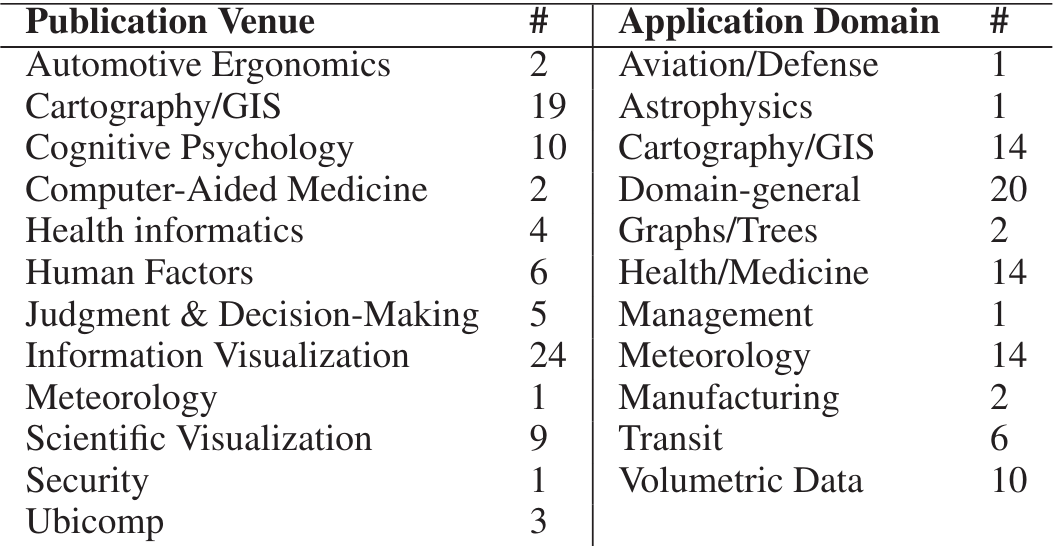 Publication Venue # Application Domain #
Automotive Ergonomics 2 Aviation/Defense 1
Cartography/GIS 19 Astrophysics 1
Cognitive Psychology 10 Cartography/GIS 14
Computer-Aided Medicine 2 Domain-general 20
Health informatics 4 Graphs/Trees 2
Human Factors 6 Health/Medicine 14
Judgment & Decision-Making 5 Management 1
Information Visualization 24 Meteorology 14
Meteorology 1 Manufacturing 2
Scientific Visualization 9 Transit 6
Security 1 Volumetric Data 10
Ubicomp 3